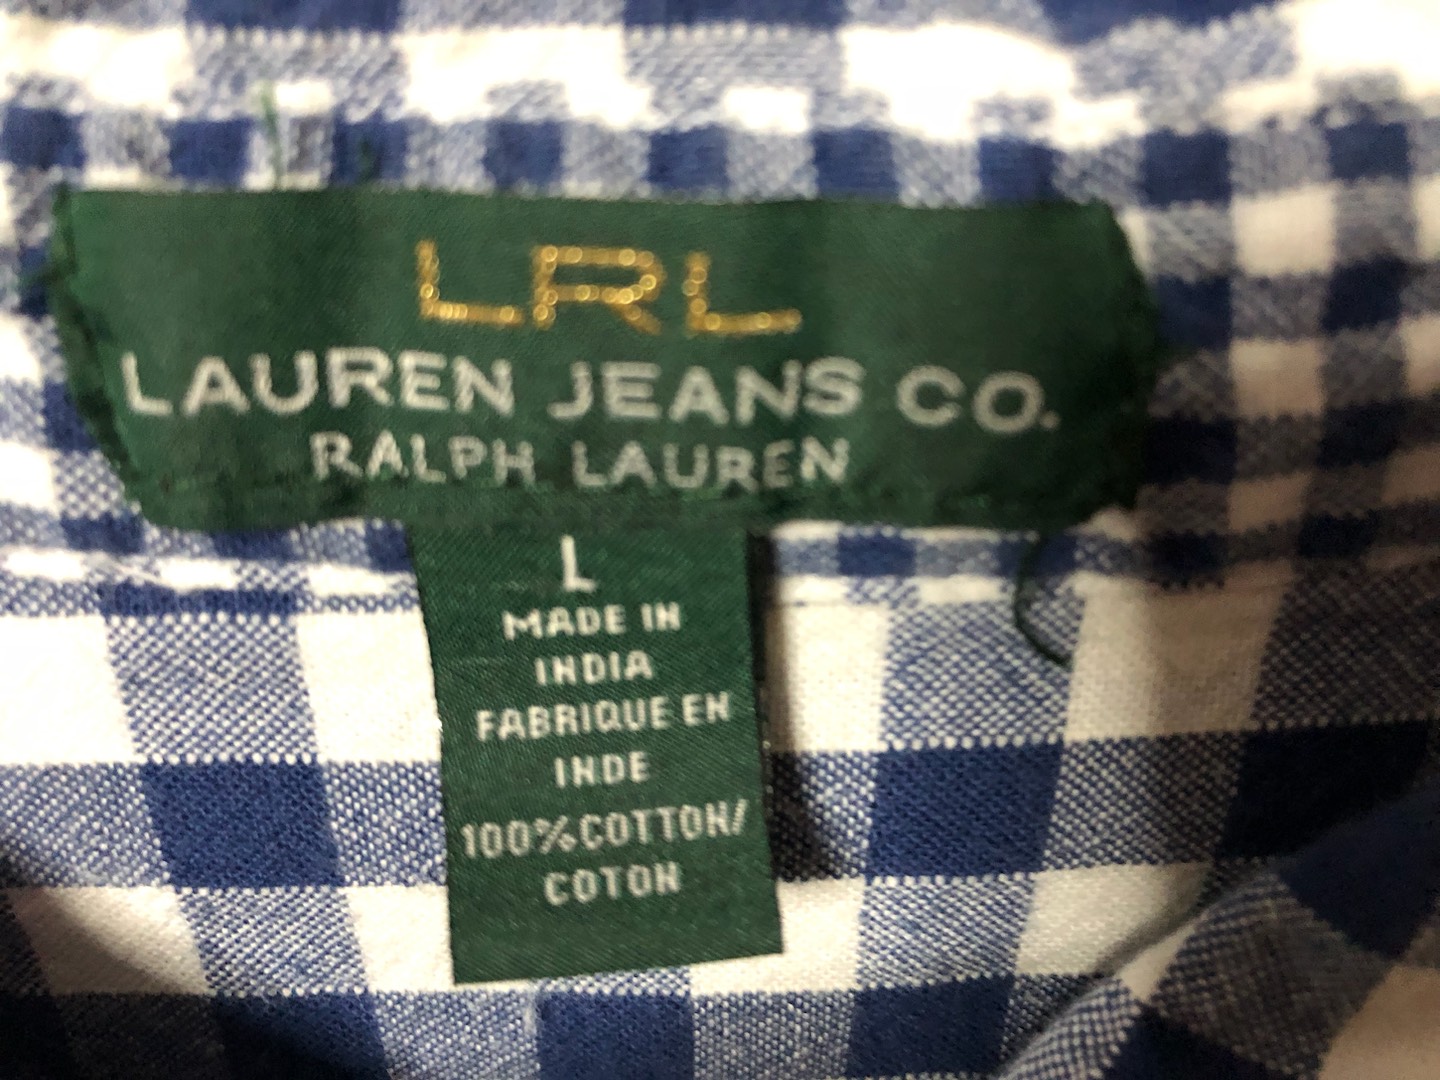 LRL
LAUREN JEANS CO.
RALPH LAUREN
L
MADE IN
INDIA
FABRIQUE EN
INDE
100%COTTON/
COTON